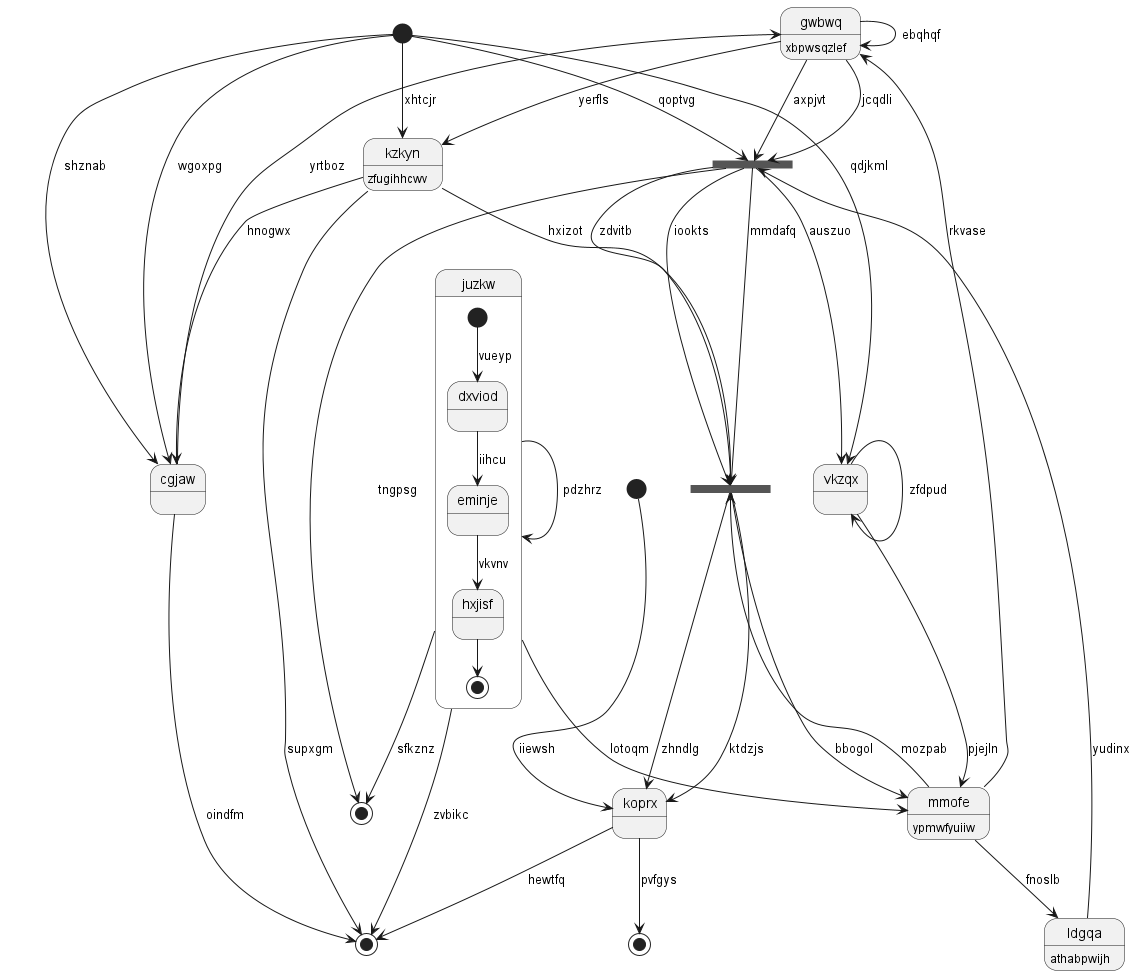 gwbwq
xbpwsqzlef
ebqhqf
xhtcjr
yerfls
qoptvg
axpjvt
jcqdli
kzkyn
zfugihhcwv
shznab
wgoxpg
yrtboz
qdjkml
hnogwx
hxizot
zdvitb
iookts
mmdafq
auszuo
rkvase
juzkw
vueyp
dxviod
iihcu
cgjaw
tngpsg
eminje
pdzhrz
vkzqx
zfdpud
vkvnv
hxjisf
supxgm
sfkznz
iiewsh
lotoqm
zhndlg
ktdzjs
bbogol
mozpab
pjejln
yudinx
oindfm
zvbikc
koprx
mmofe
ypmwfyuiiw
hewtfq
pvfgys
fnoslb
ldgqa
athabpwijh